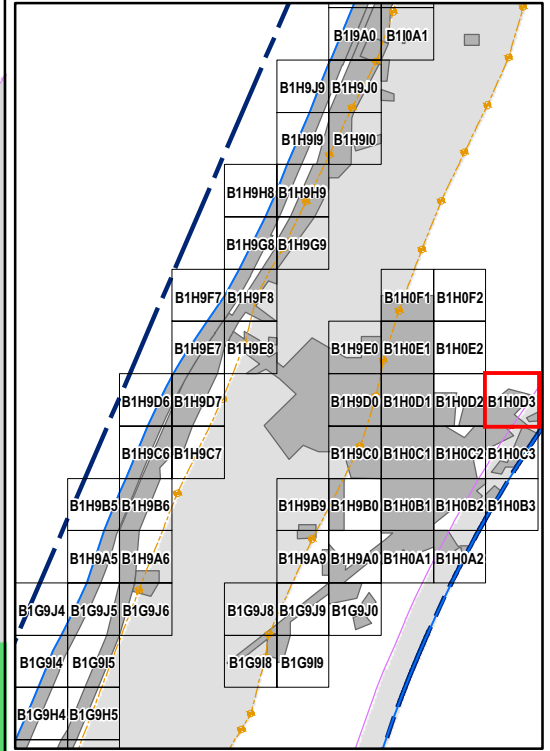 B1I9A0 B1I0A1
B1H9J9 B1H9J0
B1H9I9 B1H9I0
B1H9H8 B1H9H9
B1H9G8 B1H9G9
B1H9F7 B1H9F8 B1H0F1 B1H0F2
B1H9E7 B1H9E8 B1H9E0 B1H0E1 B1H0E2
B1H9D6 B1H9D7 B1H9D0 B1H0D1 B1H0D2 B1H0D3
B1H9C6 B1H9C7 B1H9C0 B1H0C1 B1H0C2 B1H0C3
B1H9B5 B1H9B6 B1H9B9 B1H9B0 B1H0B1 B1H0B2 B1H0B3
B1H9A5 B1H9A6 B1H9A9 B1H9A0 B1H0A1 B1H0A2
B1G9J4 B1G9J5 B1G9J6 B1G9J8 B1G9J9 B1G9J0
B1G9I4 B1G9I5 B1G9I8 B1G9I9
B1G9H4 B1G9H5